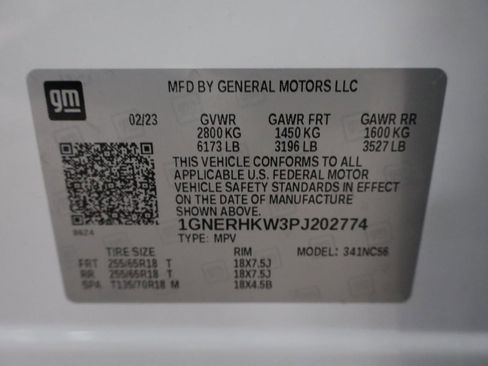 gm
MFD BY GENERAL MOTORS LLC
02/23 GVWR GAWR FRT GAWR RR
2800 KG 1450 KG 1600 KG
6173 LB 3196 LB 3527 LB
THIS VEHICLE CONFORMS TO ALL
APPLICABLE U.S. FEDERAL MOTOR
VEHICLE SAFETY STANDARDS IN EFFECT
ON THE DATE OF MANUFACTURE
SHOWN ABOVE.
1GNERHKW3PJ202774
0624 TYPE: MPV
TIRE SIZE RIM MODEL: 341NC56
FRT 255/65R18 T 18X7.5J
RR 255/65R18 T 18X7.5J
SPA T135/70R18 M 18X4.5B